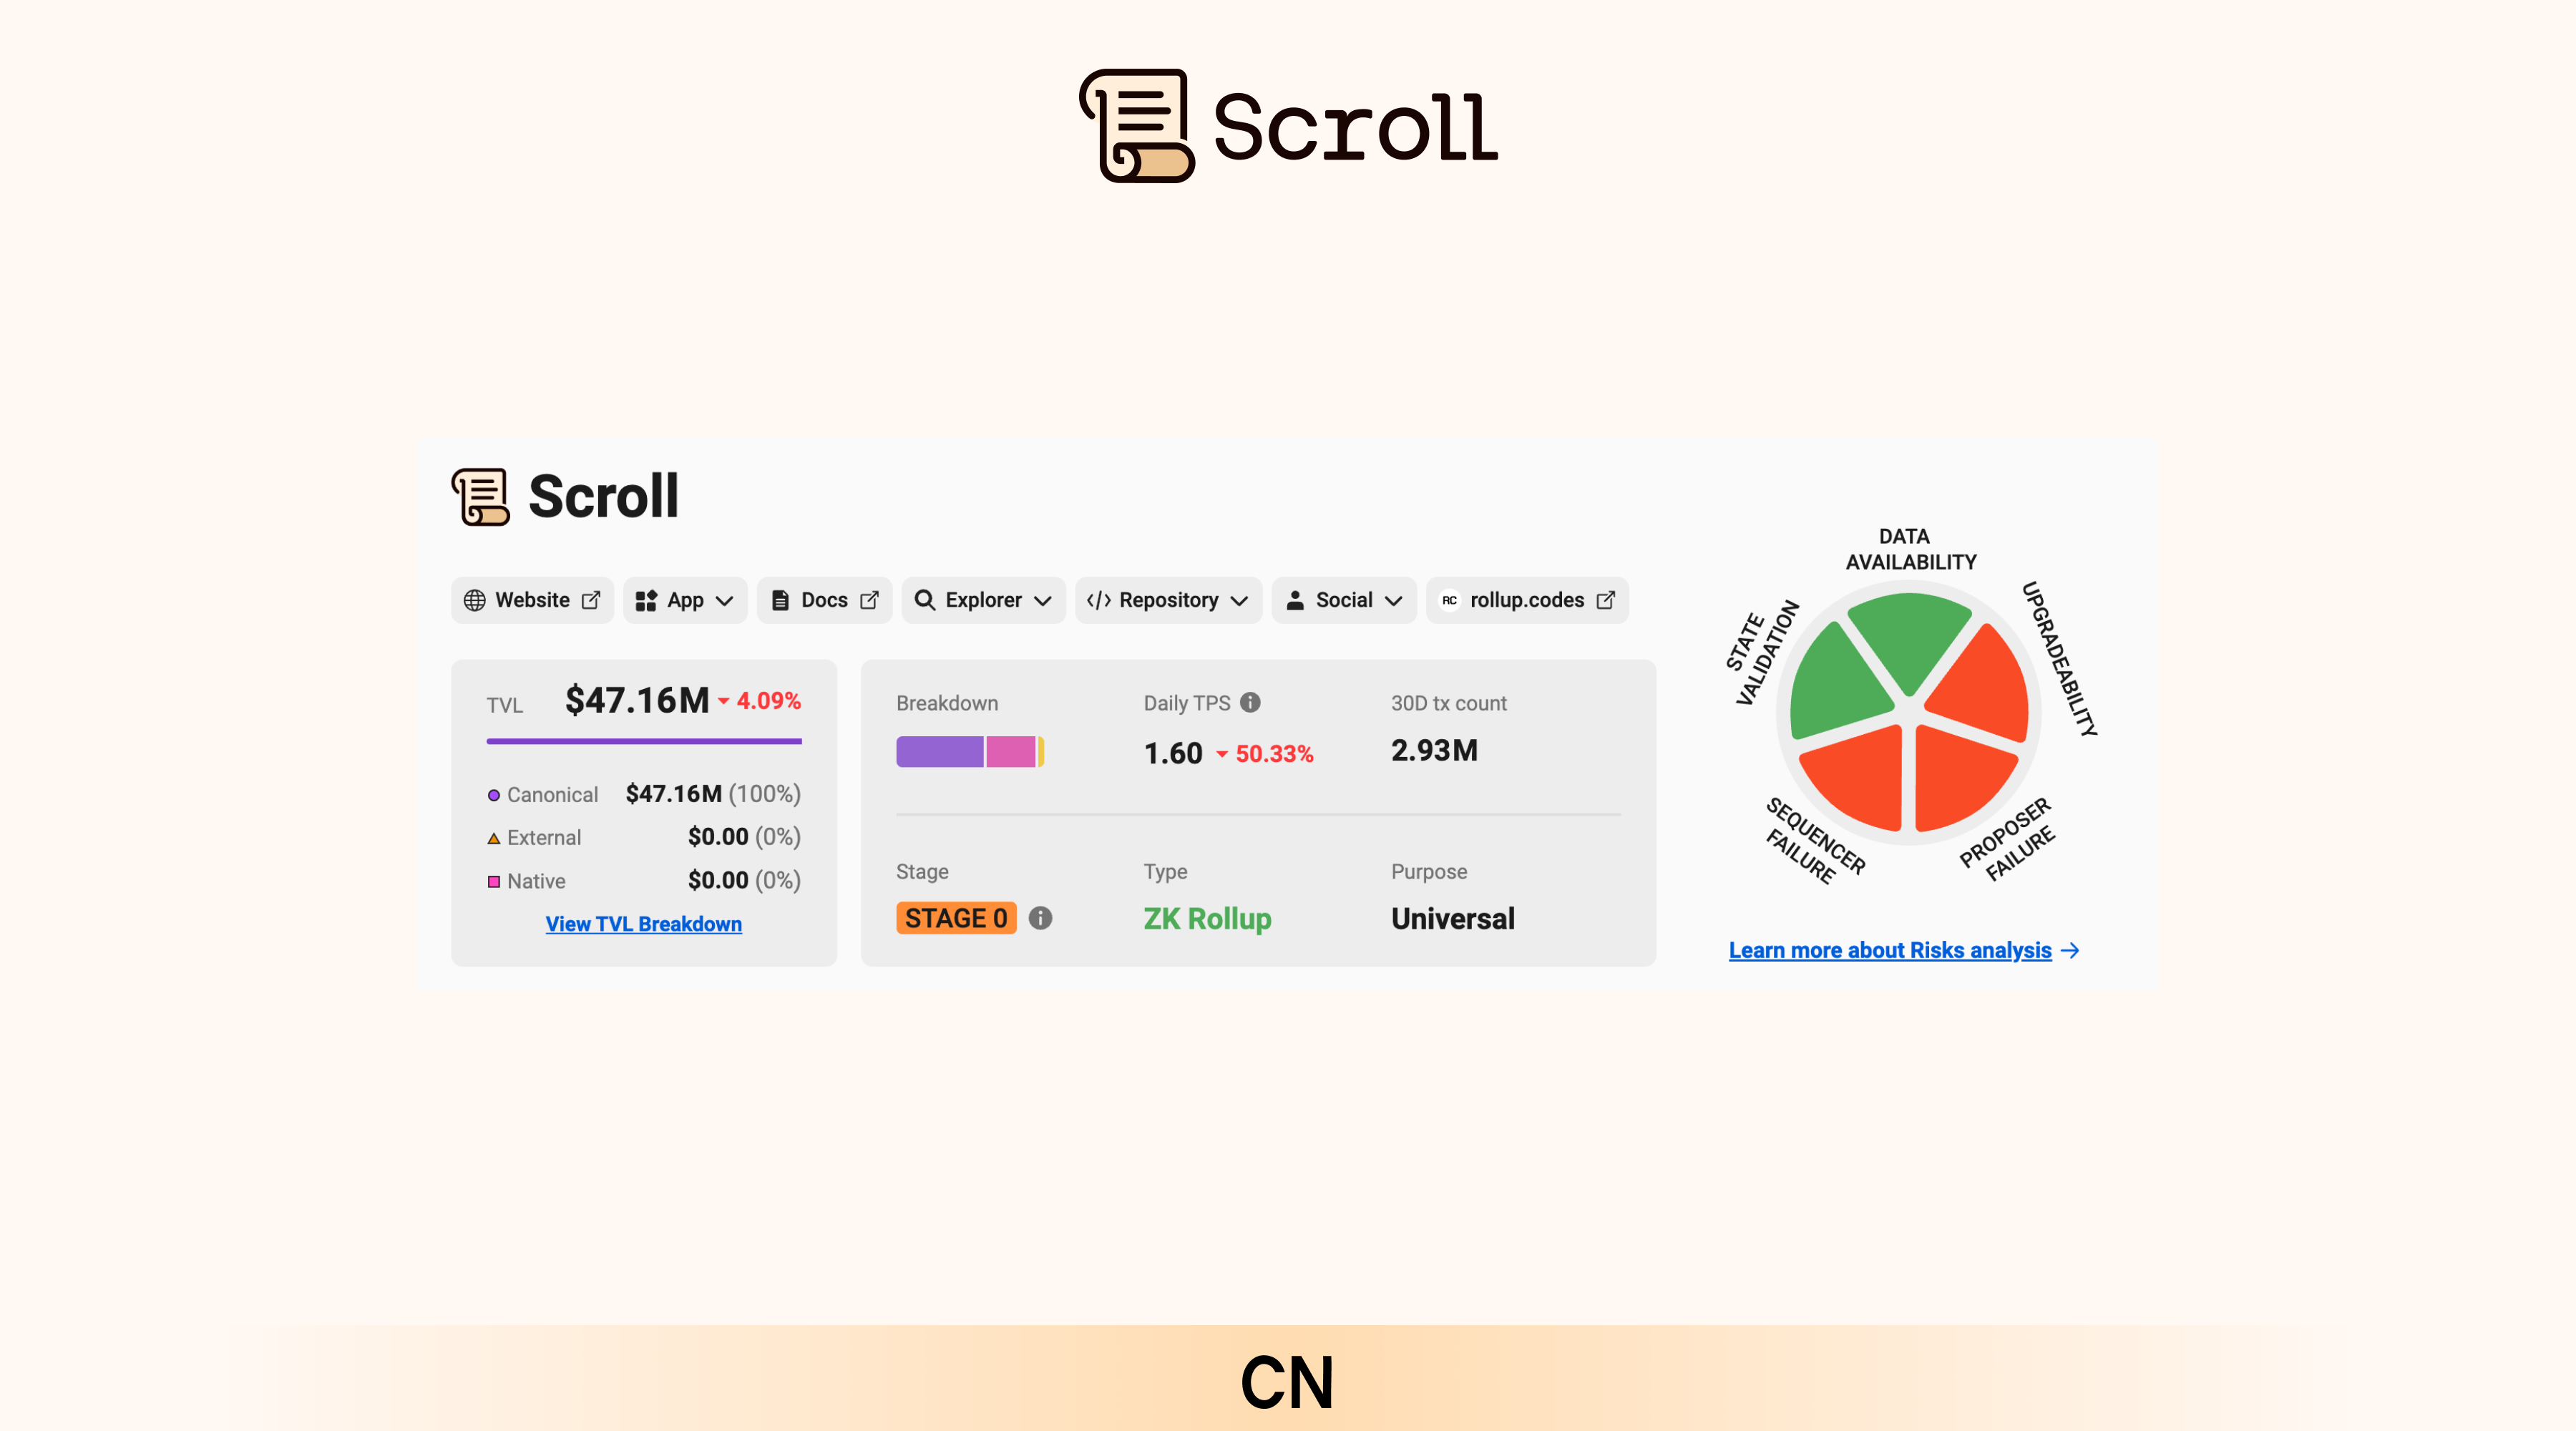 Scroll
Scroll
Website
App
Docs
Explorer
Repository
Social
RC rollup.codes
TVL $47.16M 4.09%
Canonical $47.16M (100%)
External $0.00 (0%)
Native $0.00 (0%)
View TVL Breakdown
Breakdown
Daily TPS
1.60 50.33%
30D tx count
2.93M
Stage
STAGE 0
Type
ZK Rollup
Purpose
Universal
DATA
AVAILABILITY
UPGRADEABILITY
PROPOSER
FAILURE
SEQUENCER
FAILURE
STATE
VALIDATION
Learn more about Risks analysis
CN